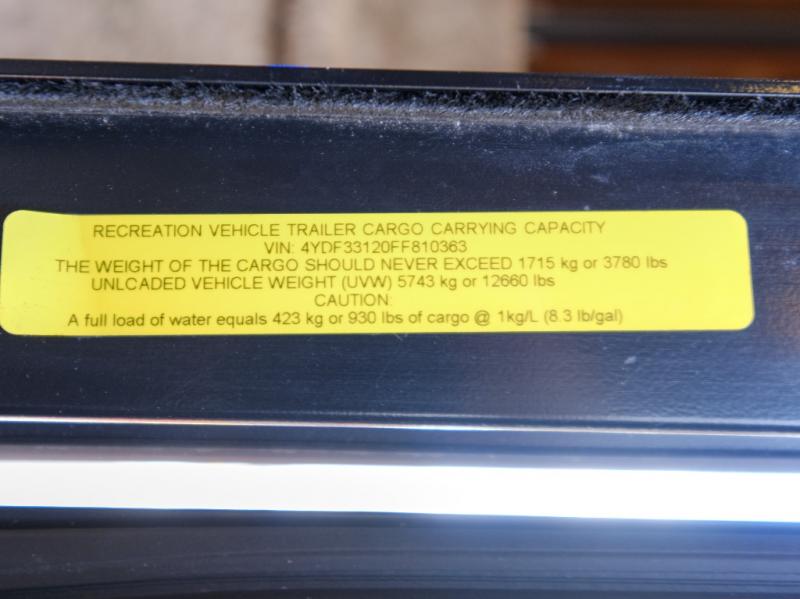 RECREATION VEHICLE TRAILER CARGO CARRYING CAPACITY
VIN: 4YDF33120FF810363
THE WEIGHT OF THE CARGO SHOULD NEVER EXCEED 1715 kg or 3780 lbs
UNLCADED VEHICLE WEIGHT (UVW) 5743 kg or 12660 lbs
CAUTION:
A full load of water equals 423 kg or 930 lbs of cargo @ 1kg/L (8.3 lb/gal)